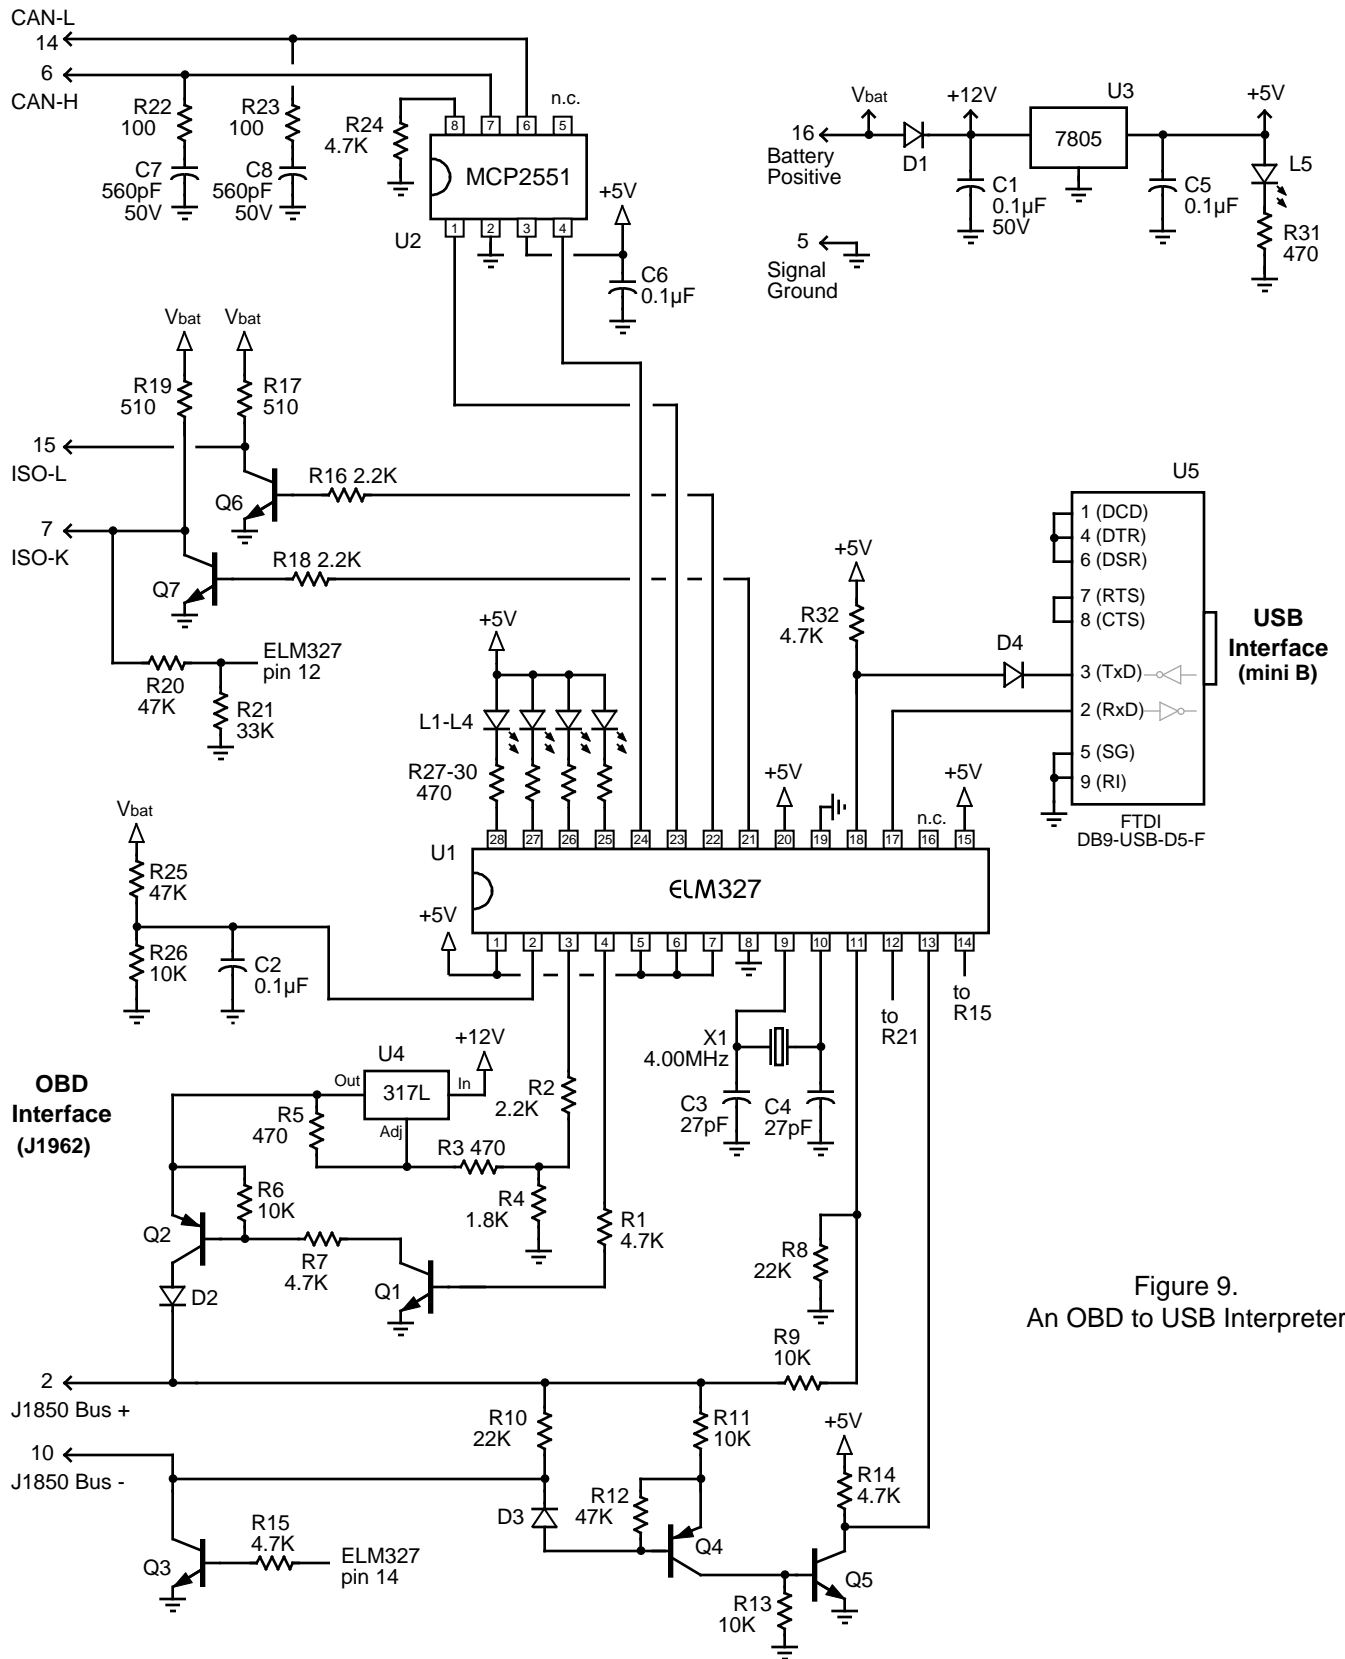 CAN-L
14
6
CAN-H
R22
100
R23
100
C7
560pF
50V
C8
560pF
50V
R24
4.7K
n.c.
8 7 6 5
MCP2551
1 2 3 4
U2
+5V
C6
0.1µF
Vbat
+12V
U3
+5V
16
Battery
Positive
D1
7805
L5
C1
0.1µF
50V
C5
0.1µF
R31
470
5
Signal
Ground
Vbat
Vbat
R19
510
R17
510
15
ISO-L
R16 2.2K
Q6
7
ISO-K
R18 2.2K
Q7
ELM327
pin 12
R20
47K
R21
33K
+5V
L1-L4
R27-30
470
+5V
R32
4.7K
D4
U5
1 (DCD)
4 (DTR)
6 (DSR)
7 (RTS)
8 (CTS)
3 (TxD)
2 (RxD)
5 (SG)
9 (RI)
USB
Interface
(mini B)
FTDI
DB9-USB-D5-F
+5V
n.c.
+5V
28 27 26 25 24 23 22 21 20 19 18 17 16 15
U1
ELM327
+5V
1 2 3 4 5 6 7 8 9 10 11 12 13 14
Vbat
R25
47K
R26
10K
C2
0.1µF
to
R21
to
R15
X1
4.00MHz
C3
27pF
C4
27pF
OBD
Interface
(J1962)
U4
+12V
Out
317L
In
Adj
R5
470
R3 470
R2
2.2K
R4
1.8K
R1
4.7K
R6
10K
Q2
R7
4.7K
Q1
D2
R8
22K
R9
10K
Figure 9.
An OBD to USB Interpreter
2
J1850 Bus +
10
J1850 Bus -
R10
22K
R11
10K
+5V
R14
4.7K
D3
R12
47K
Q4
Q5
R13
10K
R15
4.7K
Q3
ELM327
pin 14